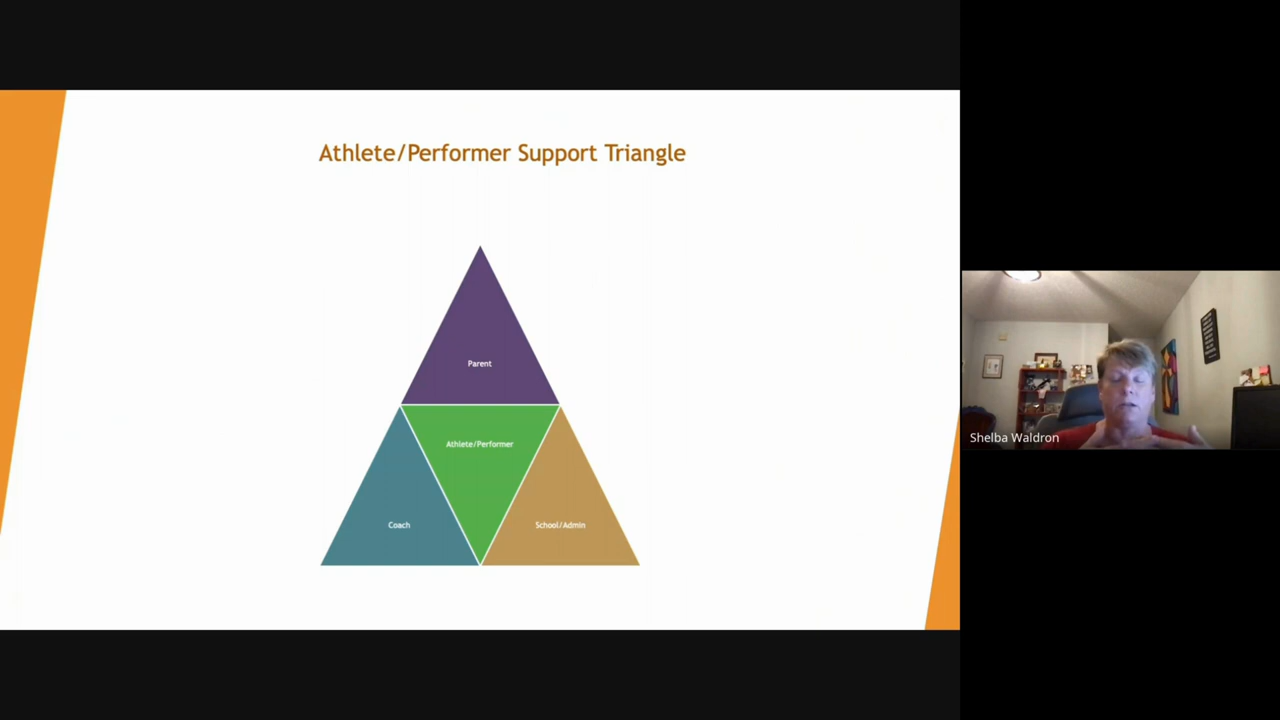 Athlete/Performer Support Triangle
Parent
Athlete/Performer
Coach
School/Admin
Shelba Waldron